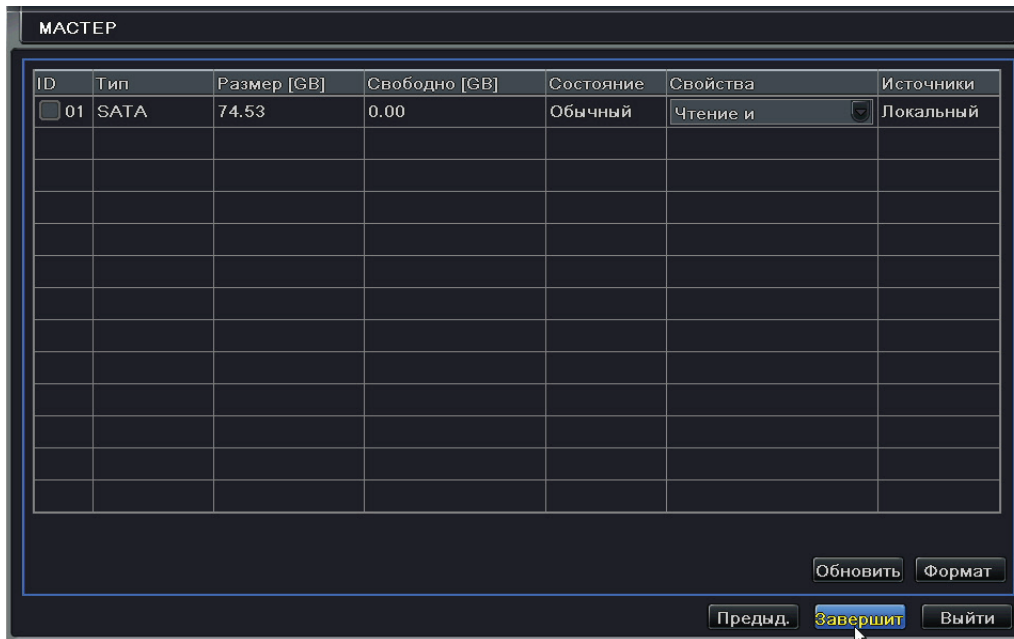 МАСТЕР
ID Тип Размер [GB] Свободно [GB] Состояние Свойства Источники
01 SATA 74.53 0.00 Обычный Чтение и Локальный
Обновить Формат
Предыд. Завершит Выйти